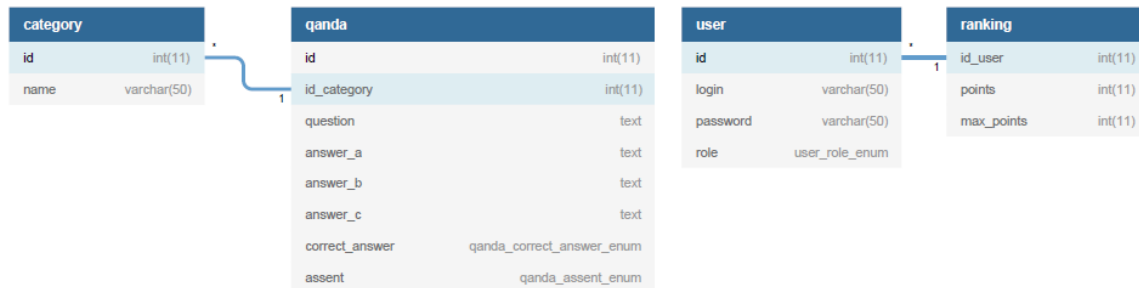 category
id int(11)
name varchar(50)
*
1
qanda
id int(11)
id_category int(11)
question text
answer_a text
answer_b text
answer_c text
correct_answer qanda_correct_answer_enum
assent qanda_assent_enum
user
id int(11)
login varchar(50)
password varchar(50)
role user_role_enum
*
1
ranking
id_user int(11)
points int(11)
max_points int(11)